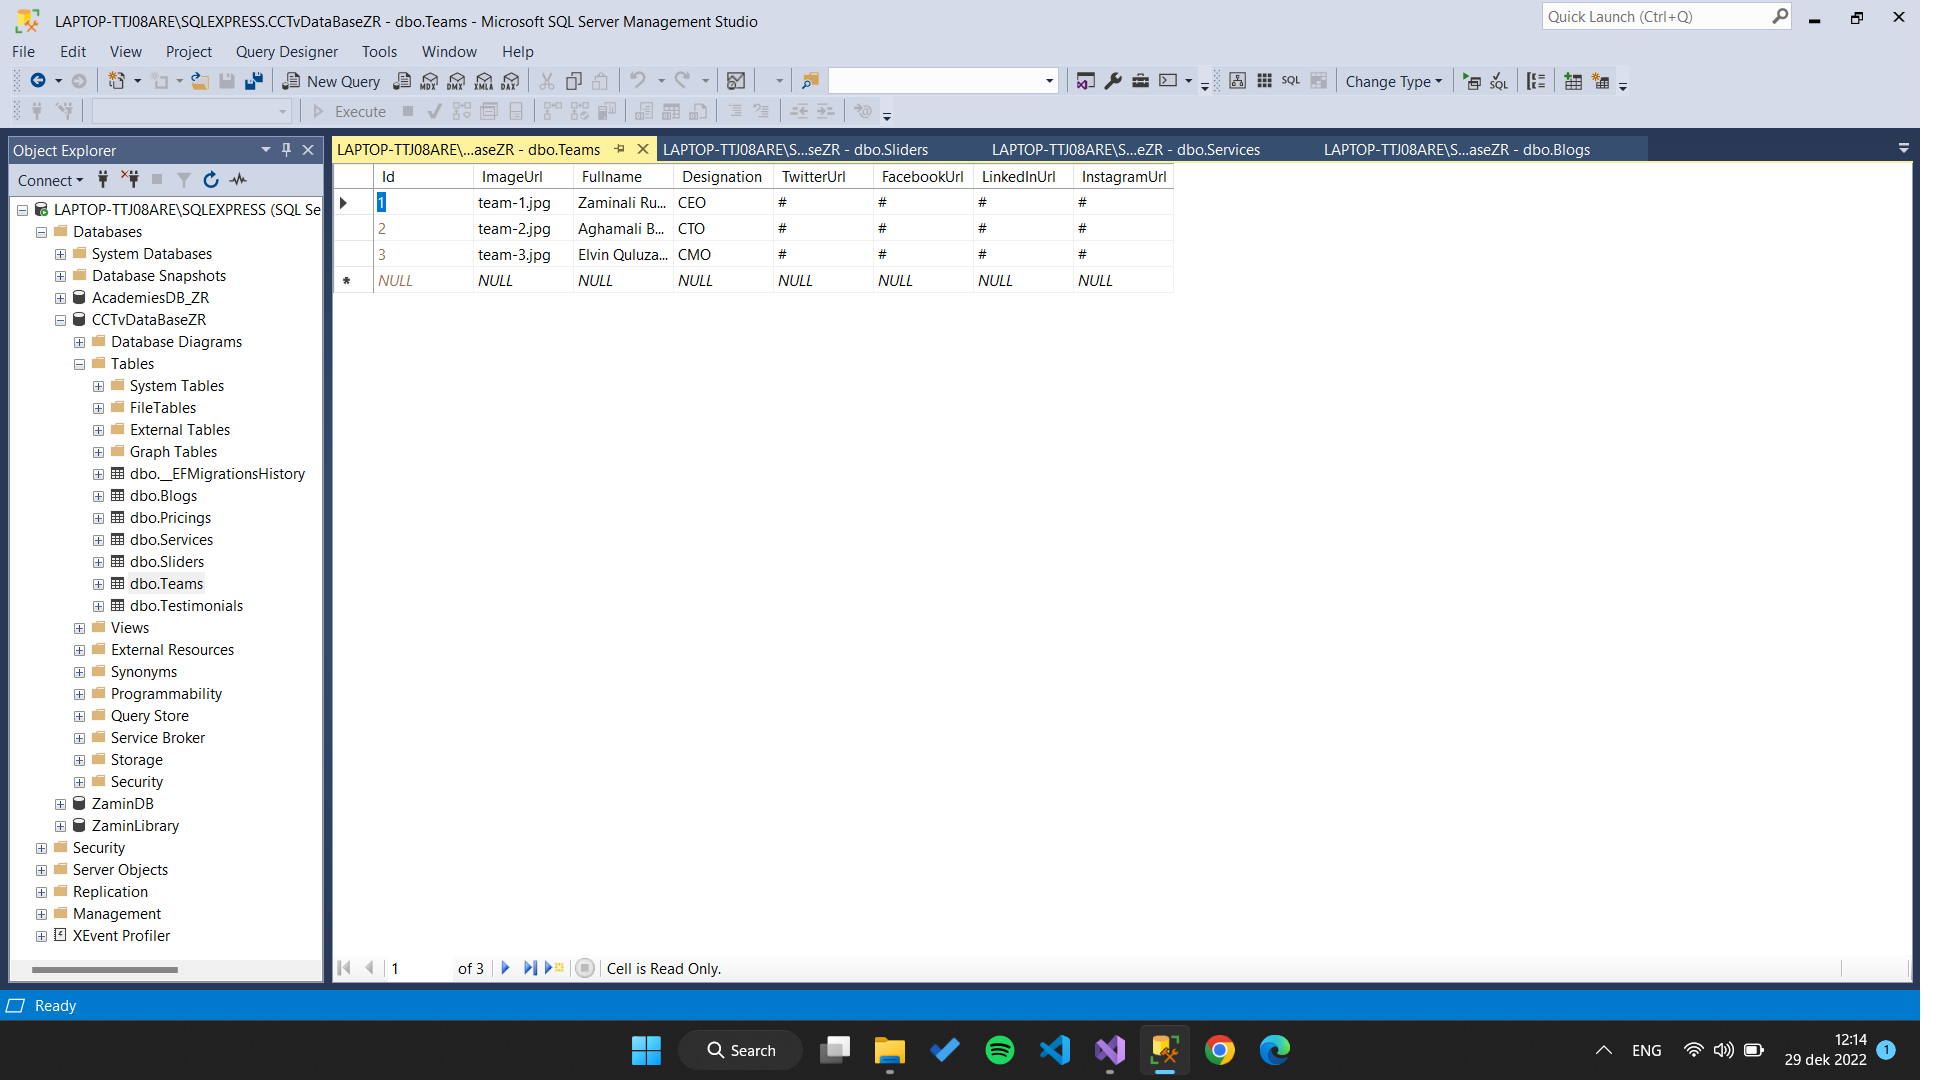 LAPTOP-TTJ08ARE\SQLEXPRESS.CCTvDataBaseZR - dbo.Teams - Microsoft SQL Server Management Studio
Quick Launch (Ctrl+Q)
File Edit View Project Query Designer Tools Window Help
New Query MDX DMX XMLA DAX SQL Change Type SQL
Execute
Object Explorer
Connect
LAPTOP-TTJ08ARE\SQLEXPRESS (SQL Se
Databases
System Databases
Database Snapshots
AcademiesDB_ZR
CCTvDataBaseZR
Database Diagrams
Tables
System Tables
FileTables
External Tables
Graph Tables
dbo.__EFMigrationsHistory
dbo.Blogs
dbo.Pricings
dbo.Services
dbo.Sliders
dbo.Teams
dbo.Testimonials
Views
External Resources
Synonyms
Programmability
Query Store
Service Broker
Storage
Security
ZaminDB
ZaminLibrary
Security
Server Objects
Replication
Management
XEvent Profiler
LAPTOP-TTJ08ARE\...aseZR - dbo.Teams LAPTOP-TTJ08ARE\S...seZR - dbo.Sliders LAPTOP-TTJ08ARE\S...eZR - dbo.Services LAPTOP-TTJ08ARE\S...aseZR - dbo.Blogs
Id ImageUrl Fullname Designation TwitterUrl FacebookUrl LinkedInUrl InstagramUrl
1 team-1.jpg Zaminali Ru... CEO # # # #
2 team-2.jpg Aghamali B... CTO # # # #
3 team-3.jpg Elvin Quluza... CMO # # # #
NULL NULL NULL NULL NULL NULL NULL NULL
1 of 3 Cell is Read Only.
Ready
Search
ENG
12:14
29 dek 2022
1